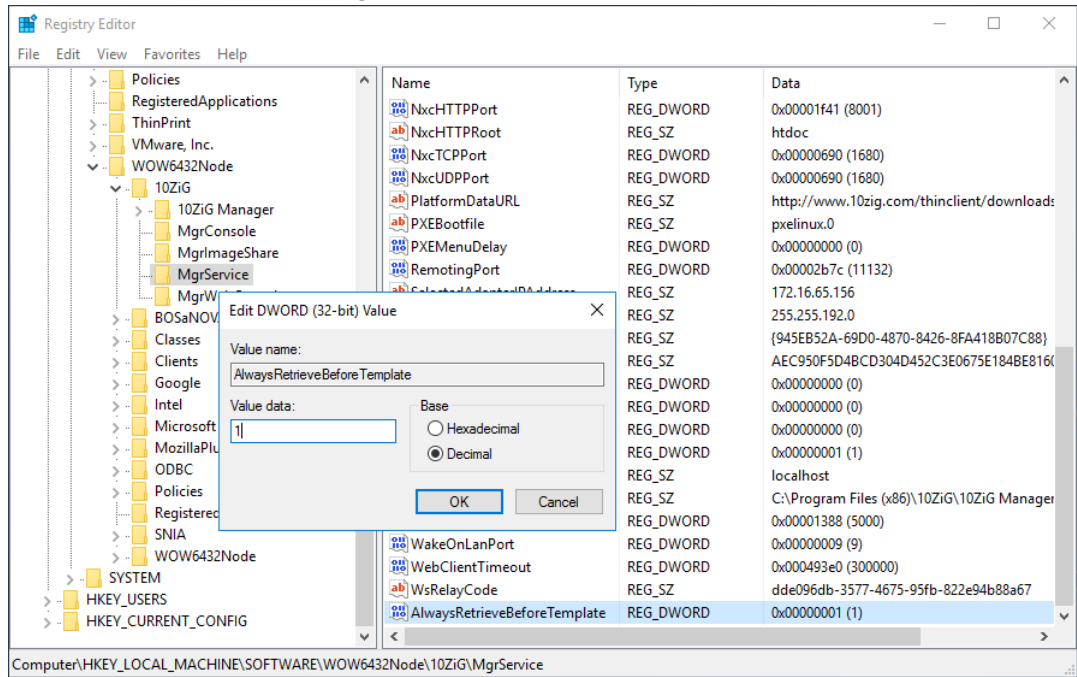 Registry Editor
File Edit View Favorites Help
Policies
RegisteredApplications
ThinPrint
VMware, Inc.
WOW6432Node
10ZiG
10ZiG Manager
MgrConsole
MgrImageShare
MgrService
BOSaNOV
Classes
Clients
Google
Intel
Microsoft
MozillaPlu
ODBC
Policies
Registered
SNIA
WOW6432Node
SYSTEM
HKEY_USERS
HKEY_CURRENT_CONFIG
Name Type Data
NxcHTTPPort REG_DWORD 0x00001f41 (8001)
NxcHTTPRoot REG_SZ htdoc
NxcTCPPort REG_DWORD 0x00000690 (1680)
NxcUDPPort REG_DWORD 0x00000690 (1680)
PlatformDataURL REG_SZ http://www.10zig.com/thinclient/downloads
PXEBootfile REG_SZ pxelinux.0
PXEMenuDelay REG_DWORD 0x00000000 (0)
RemotingPort REG_DWORD 0x00002b7c (11132)
SelectedAdapterIPAddress REG_SZ 172.16.65.156
REG_SZ 255.255.192.0
REG_SZ {945EB52A-69D0-4870-8426-8FA418B07C88}
REG_SZ AEC950F5D4BCD304D452C3E0675E184BE8160
REG_DWORD 0x00000000 (0)
REG_DWORD 0x00000000 (0)
REG_DWORD 0x00000000 (0)
REG_DWORD 0x00000001 (1)
REG_SZ localhost
REG_SZ C:\Program Files (x86)\10ZiG\10ZiG Manager
REG_DWORD 0x00001388 (5000)
WakeOnLanPort REG_DWORD 0x00000009 (9)
WebClientTimeout REG_DWORD 0x000493e0 (300000)
WsRelayCode REG_SZ dde096db-3577-4675-95fb-822e94b88a67
AlwaysRetrieveBeforeTemplate REG_DWORD 0x00000001 (1)
Edit DWORD (32-bit) Value
Value name:
AlwaysRetrieveBeforeTemplate
Value data:
1
Base
Hexadecimal
Decimal
OK Cancel
Computer\HKEY_LOCAL_MACHINE\SOFTWARE\WOW6432Node\10ZiG\MgrService